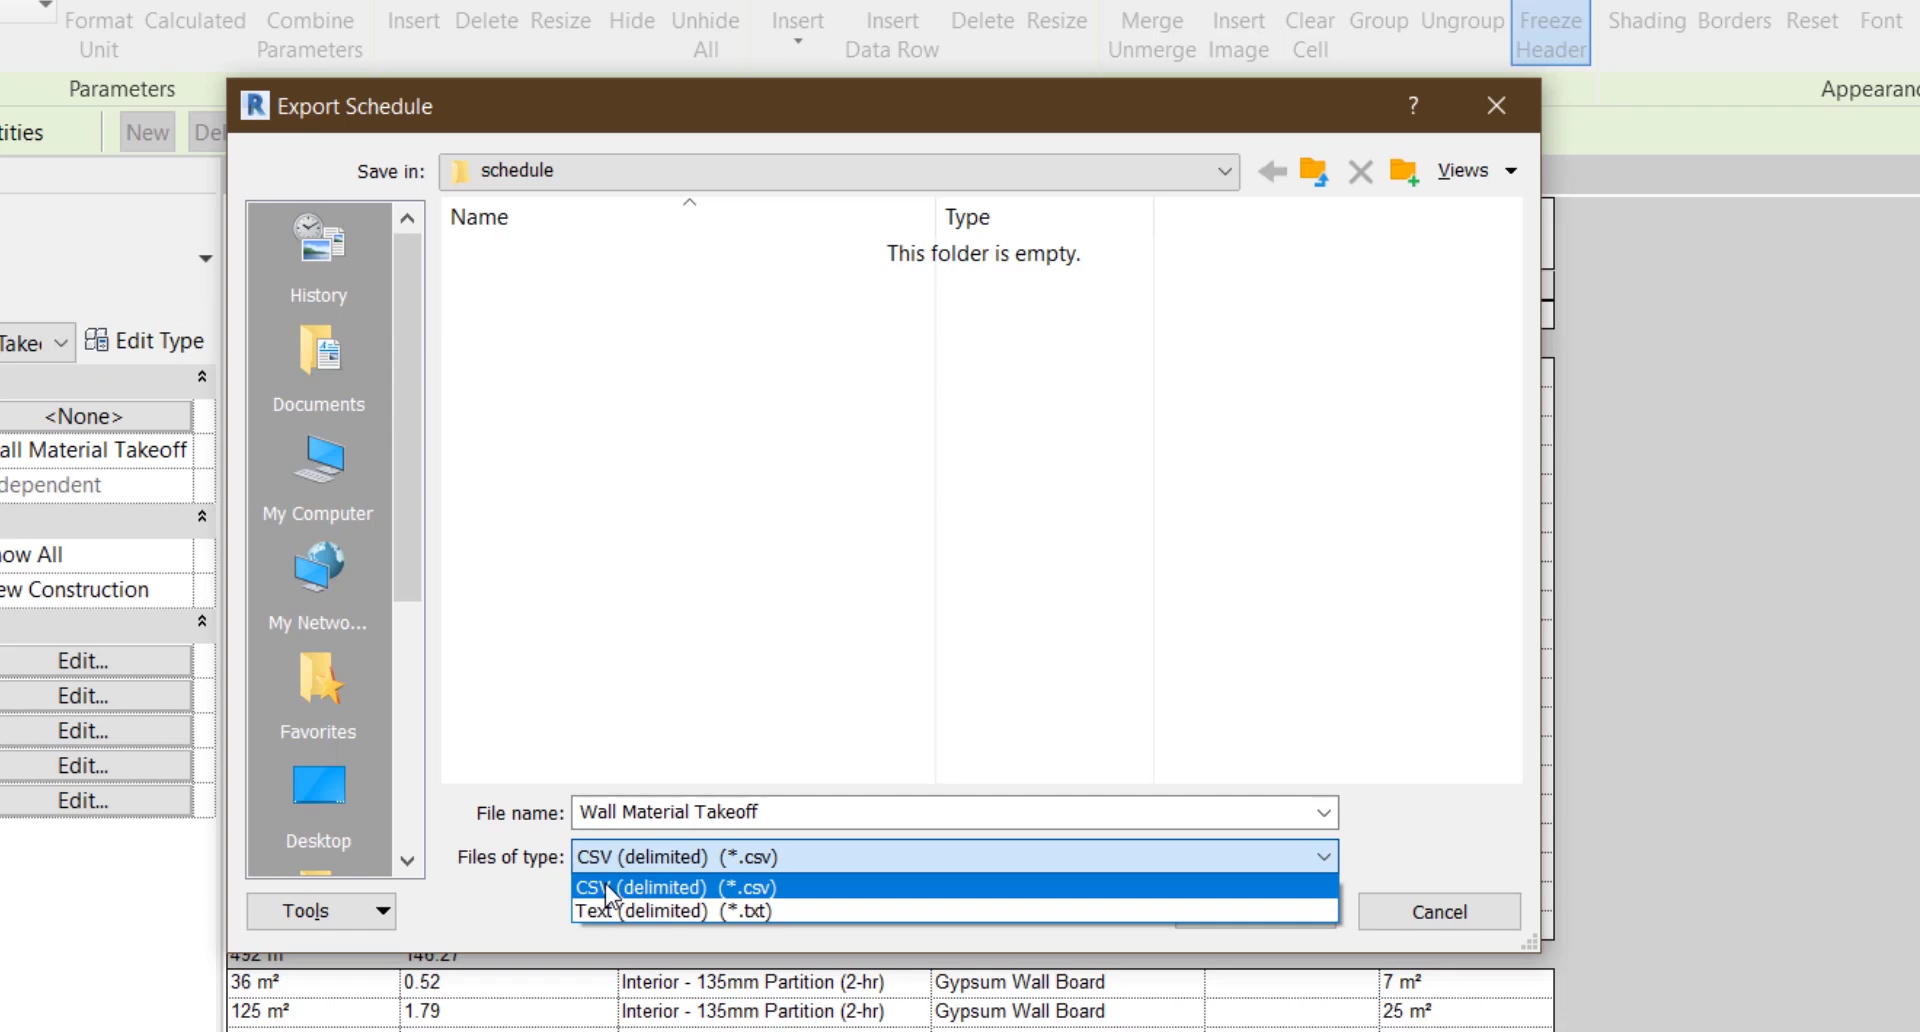 Format Calculated Combine Insert Delete Resize Hide Unhide Insert Insert Delete Resize Merge Insert Clear Group Ungroup Freeze Shading Borders Reset Font
Unit Parameters All Data Row Unmerge Image Cell Header
Parameters Appearanc
tities New Del
R Export Schedule ?
Save in: schedule Views
Name Type
This folder is empty.
History
Documents
My Computer
My Netwo...
Favorites
Desktop
Take Edit Type
<None>
all Material Takeoff
dependent
ow All
ew Construction
Edit...
Edit...
Edit...
Edit...
Edit...
File name: Wall Material Takeoff
Files of type: CSV (delimited) (*.csv)
CSV (delimited) (*.csv)
Text (delimited) (*.txt)
Tools Cancel
492 m 146.27
36 m² 0.52 Interior - 135mm Partition (2-hr) Gypsum Wall Board 7 m²
125 m² 1.79 Interior - 135mm Partition (2-hr) Gypsum Wall Board 25 m²